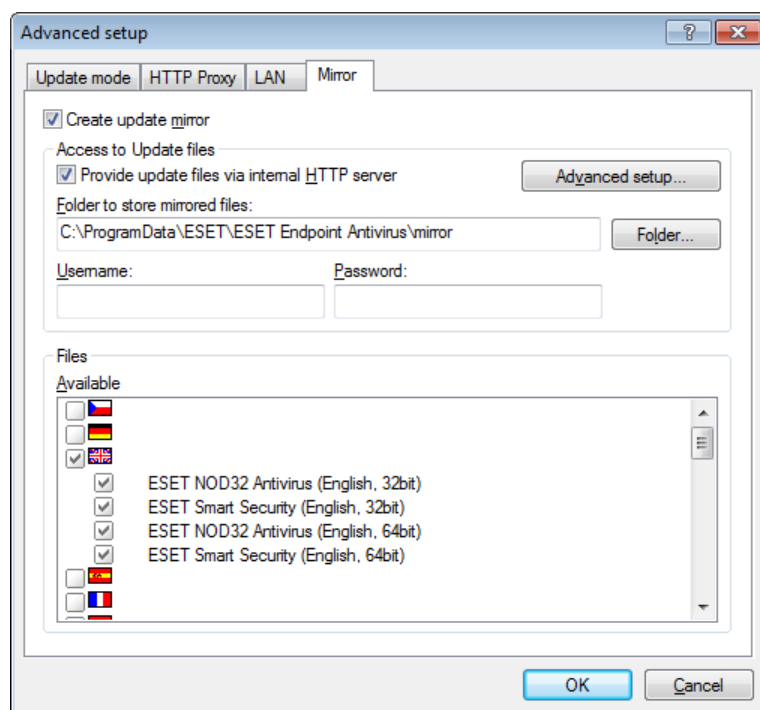 Advanced setup
Update mode HTTP Proxy LAN Mirror
Create update mirror
Access to Update files
Provide update files via internal HTTP server Advanced setup...
Folder to store mirrored files:
C:\ProgramData\ESET\ESET Endpoint Antivirus\mirror Folder...
Username: Password:
Files
Available
ESET NOD32 Antivirus (English, 32bit)
ESET Smart Security (English, 32bit)
ESET NOD32 Antivirus (English, 64bit)
ESET Smart Security (English, 64bit)
OK Cancel